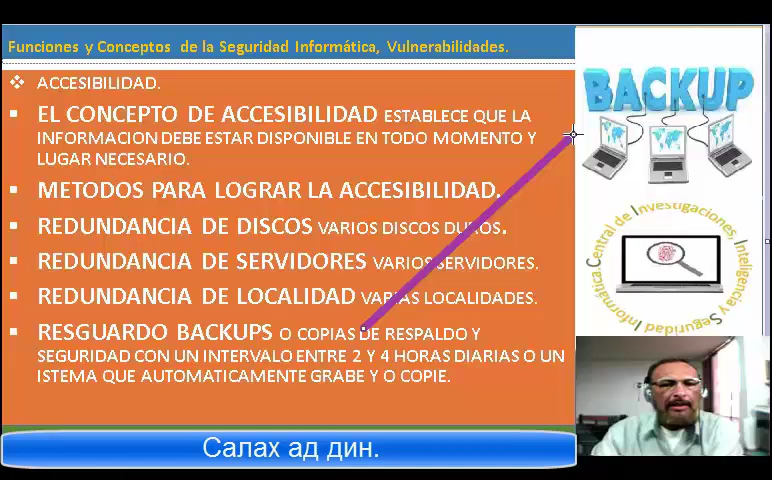 Funciones y Conceptos de la Seguridad Informática, Vulnerabilidades.
ACCESIBILIDAD.
EL CONCEPTO DE ACCESIBILIDAD ESTABLECE QUE LA
INFORMACION DEBE ESTAR DISPONIBLE EN TODO MOMENTO Y
LUGAR NECESARIO.
METODOS PARA LOGRAR LA ACCESIBILIDAD.
REDUNDANCIA DE DISCOS VARIOS DISCOS DUROS.
REDUNDANCIA DE SERVIDORES VARIOS SERVIDORES.
REDUNDANCIA DE LOCALIDAD VARIAS LOCALIDADES.
RESGUARDO BACKUPS O COPIAS DE RESPALDO Y
SEGURIDAD CON UN INTERVALO ENTRE 2 Y 4 HORAS DIARIAS O UN
ISTEMA QUE AUTOMATICAMENTE GRABE Y O COPIE.
BACKUP
Central de Investigaciones, Inteligencia y Seguridad Informática.
Салах ад дин.